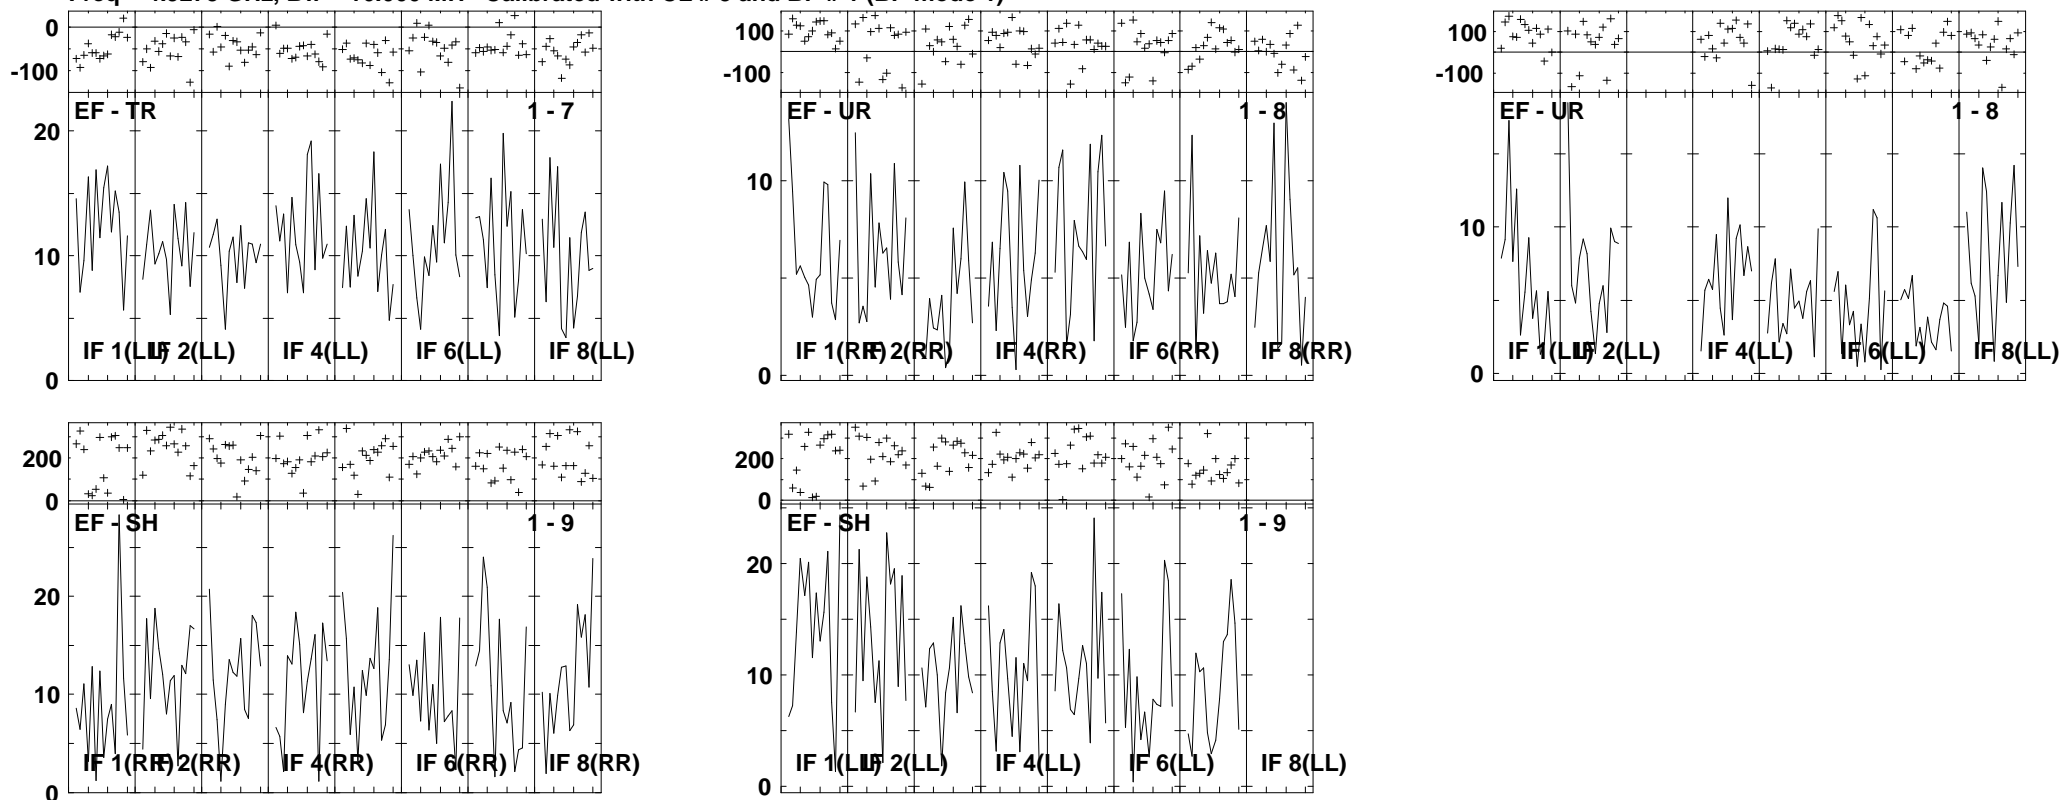 0
-100
EF - TR
1 - 7
20
10
0
IF 1(LL)
IF 2(LL)
IF 4(LL)
IF 6(LL)
IF 8(LL)
100
-100
EF - UR
1 - 8
10
0
IF 1(RR)
IF 2(RR)
IF 4(RR)
IF 6(RR)
IF 8(RR)
100
-100
EF - UR
1 - 8
10
0
IF 1(LL)
IF 2(LL)
IF 4(LL)
IF 6(LL)
IF 8(LL)
200
0
EF - SH
1 - 9
20
10
0
IF 1(RR)
IF 2(RR)
IF 4(RR)
IF 6(RR)
IF 8(RR)
200
0
EF - SH
1 - 9
20
10
0
IF 1(LL)
IF 2(LL)
IF 4(LL)
IF 6(LL)
IF 8(LL)